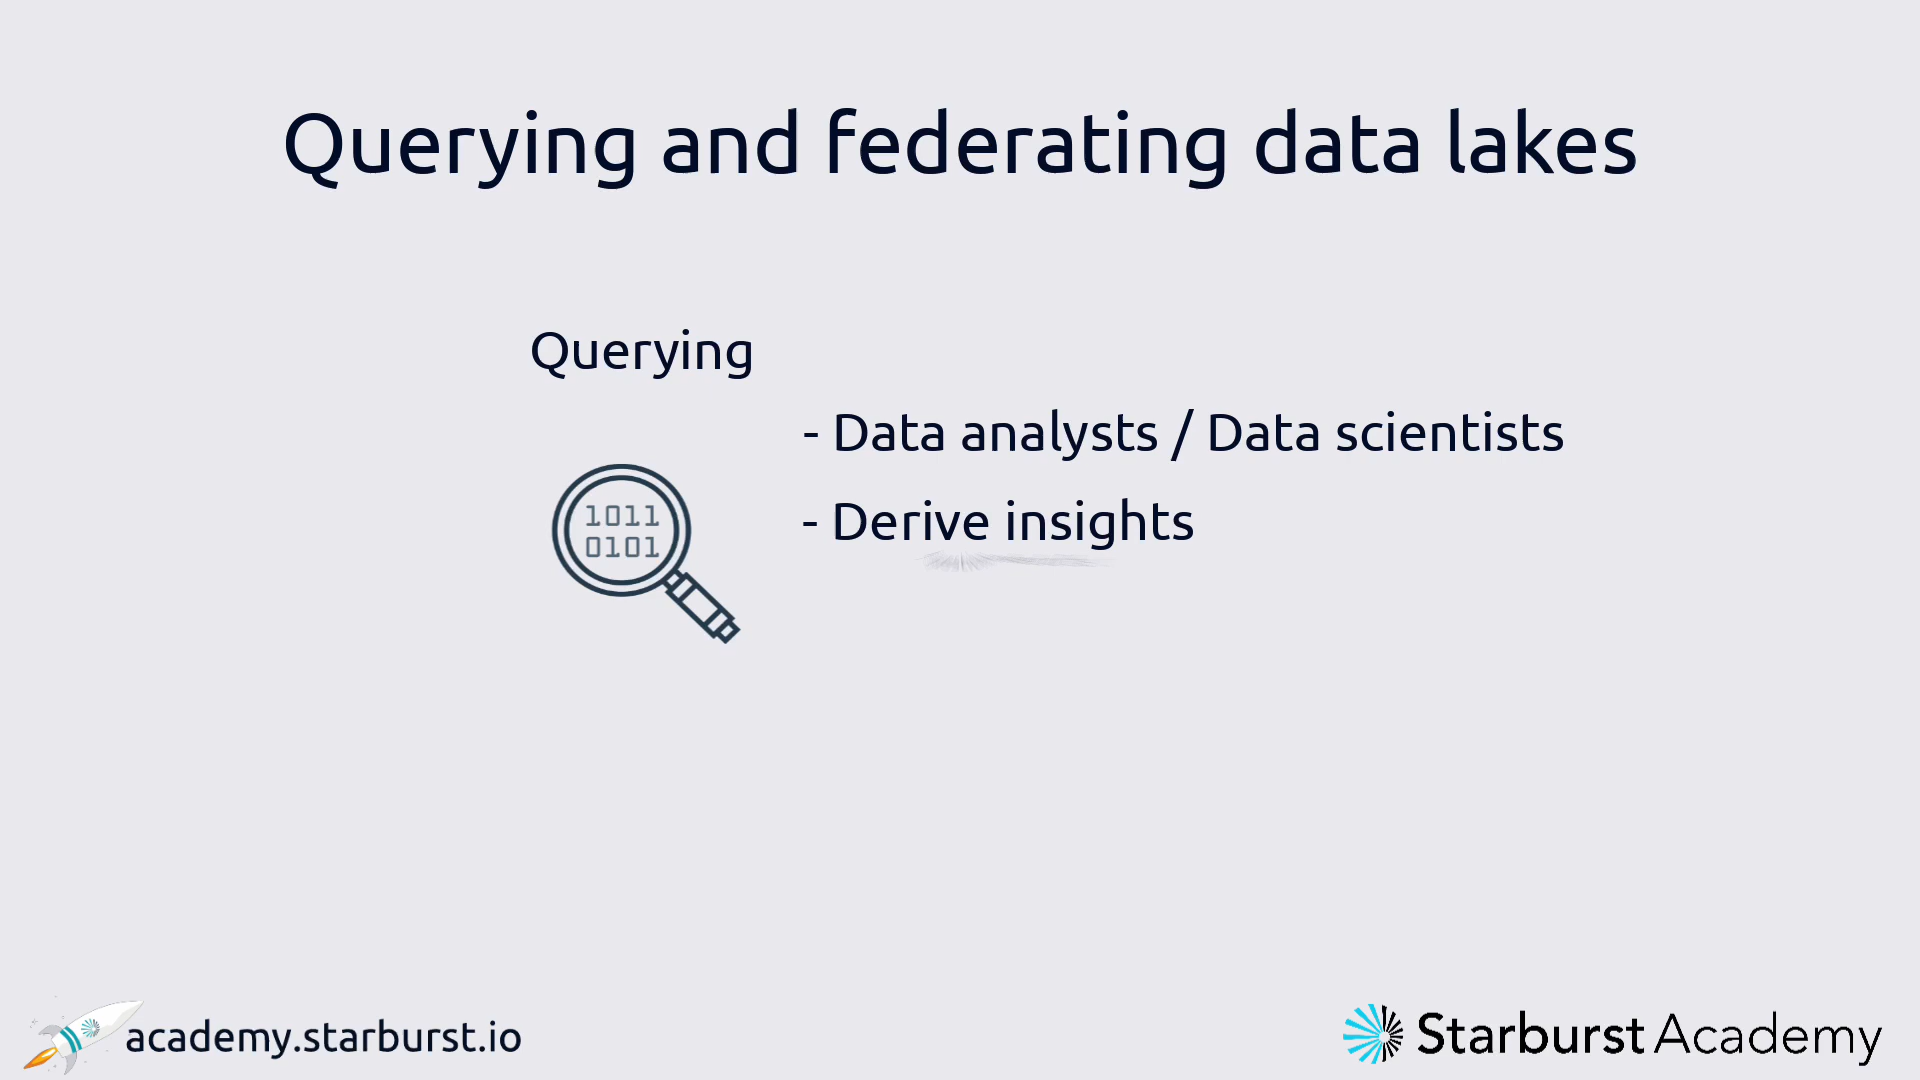 Querying and federating data lakes
Querying
- Data analysts / Data scientists
- Derive insights
1011
0101
academy.starburst.io
Starburst Academy